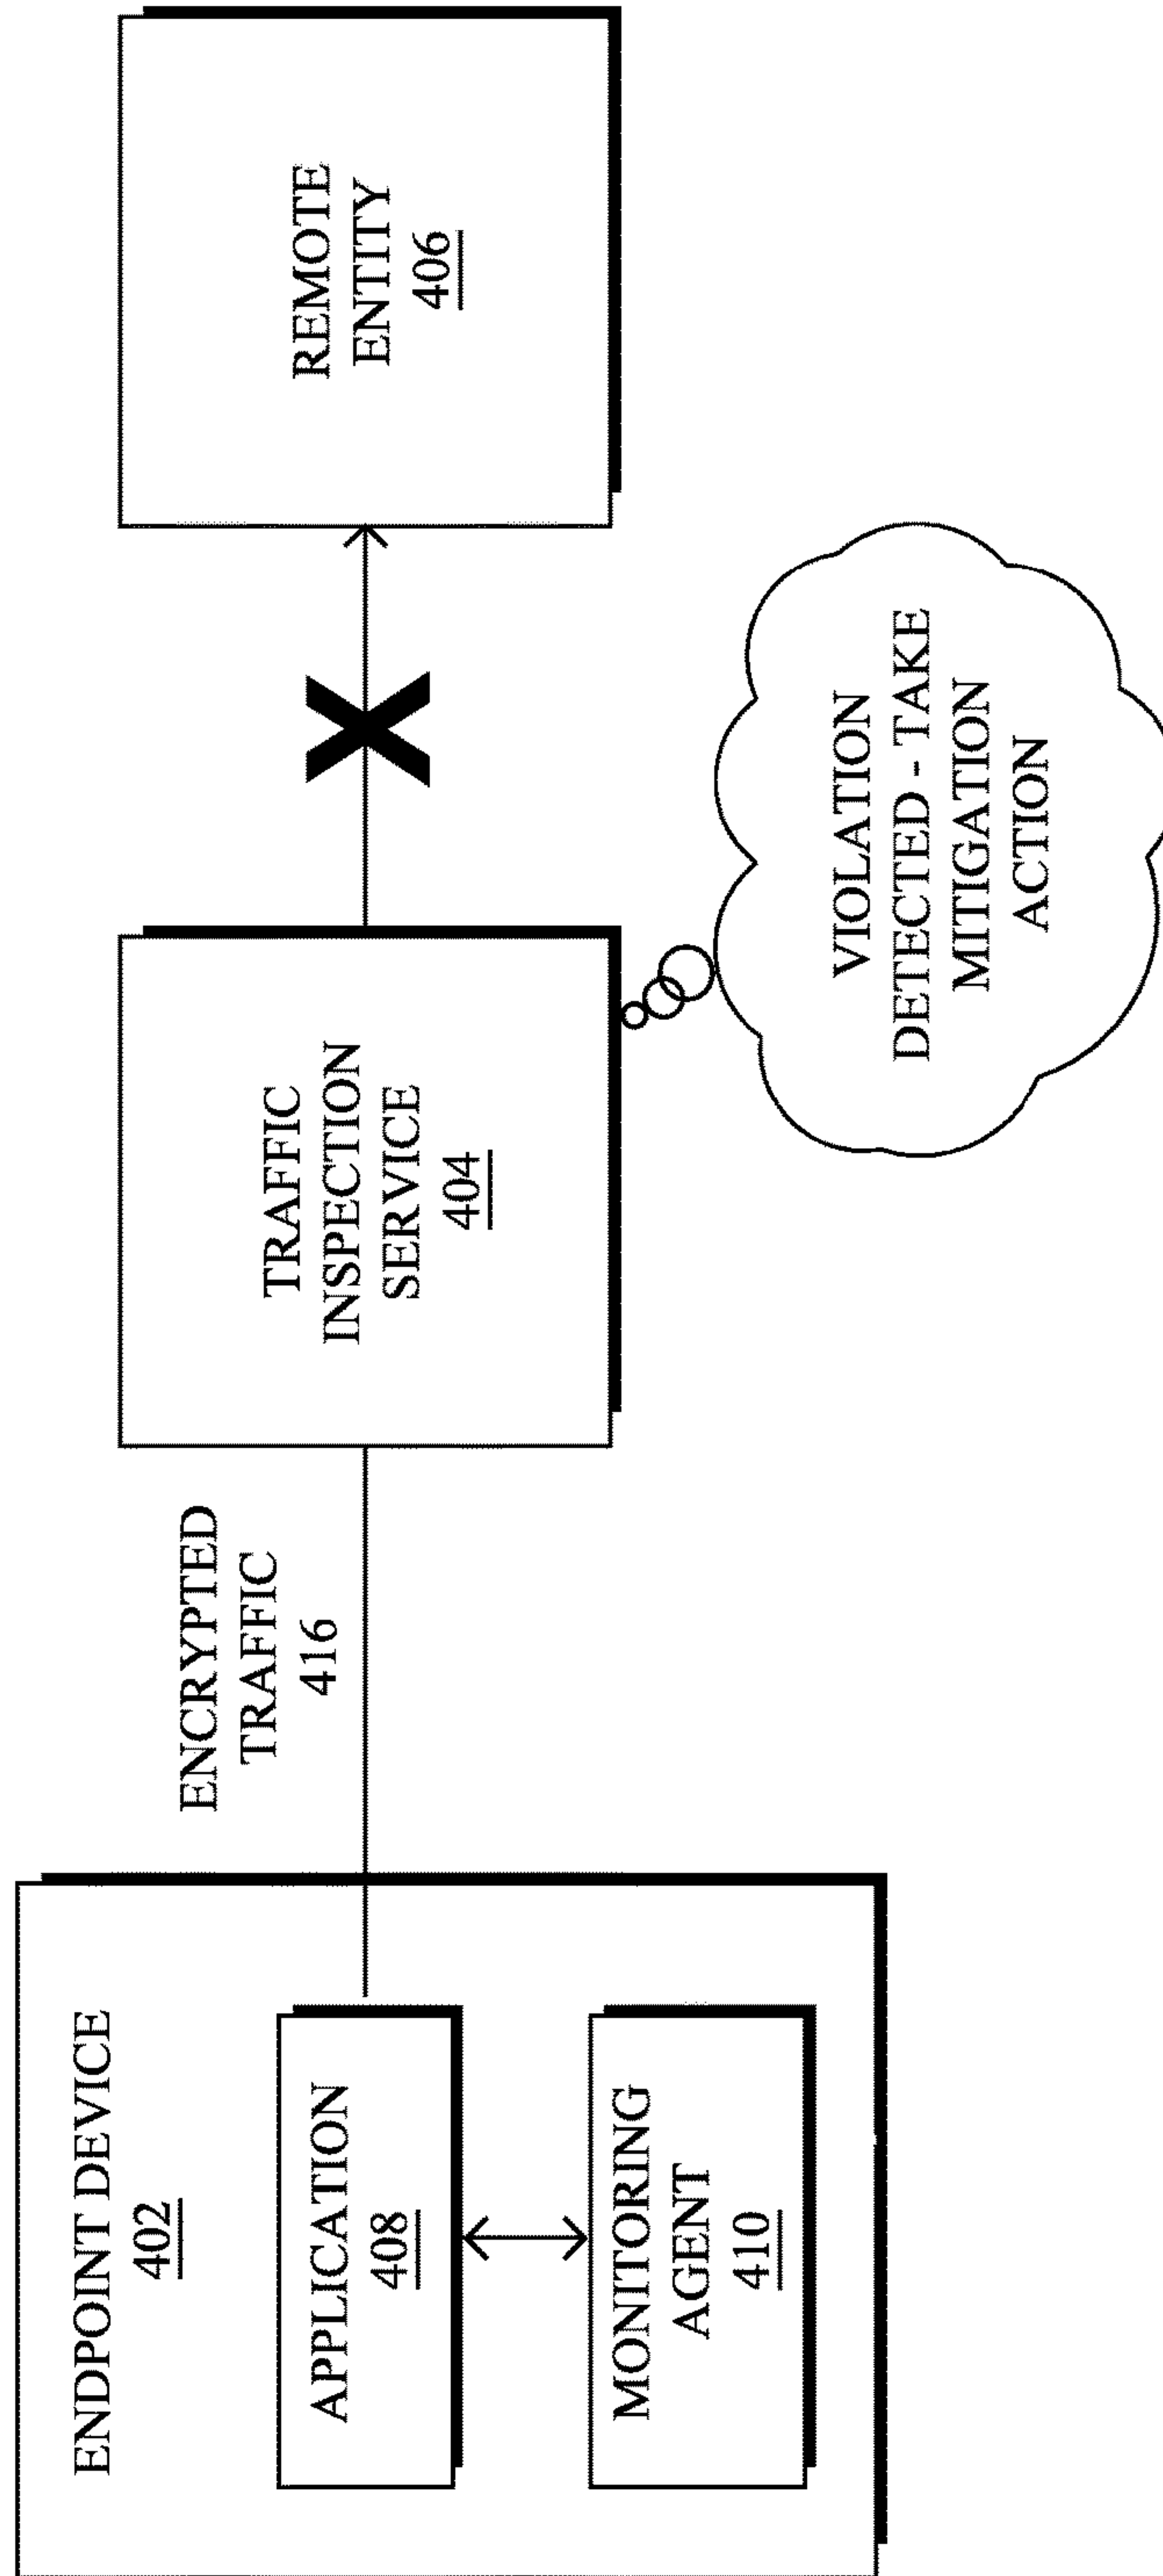 ENDPOINT DEVICE
402
APPLICATION
408
MONITORING
AGENT
410
ENCRYPTED
TRAFFIC
416
TRAFFIC
INSPECTION
SERVICE
404
X
REMOTE
ENTITY
406
VIOLATION
DETECTED - TAKE
MITIGATION
ACTION